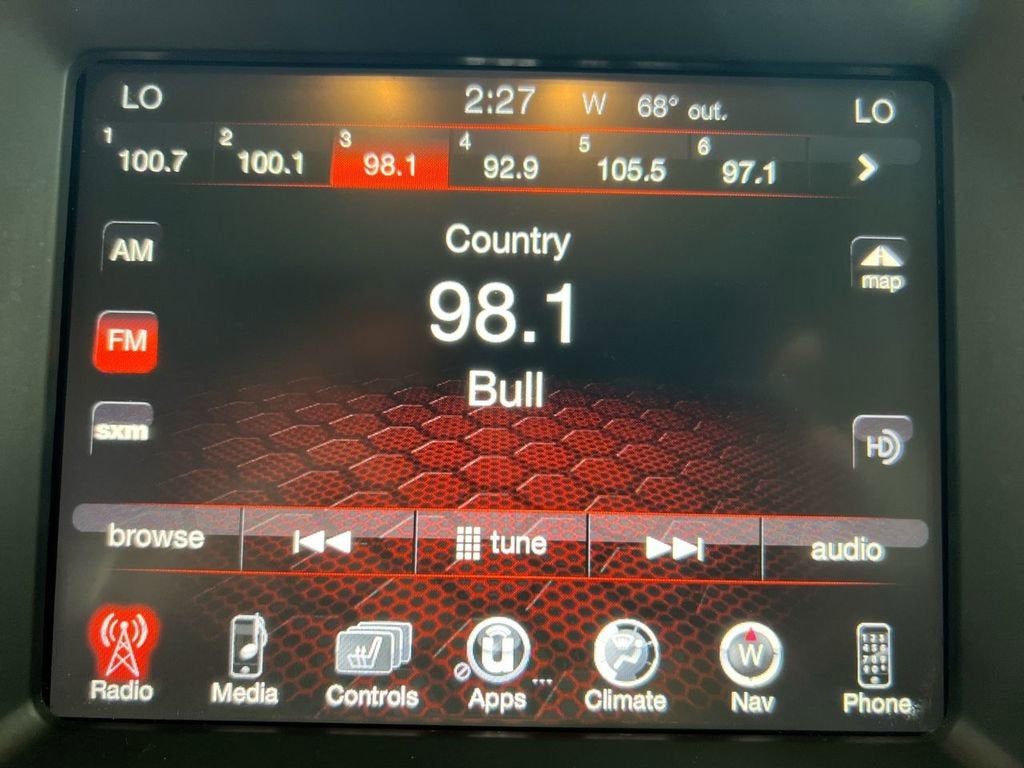 LO 2:27 W 68° out. LO
1 100.7 2 100.1 3 98.1 4 92.9 5 105.5 6 97.1
Country
AM
map
98.1
FM
Bull
sxm
HD
browse tune audio
Radio Media Controls Apps Climate Nav Phone